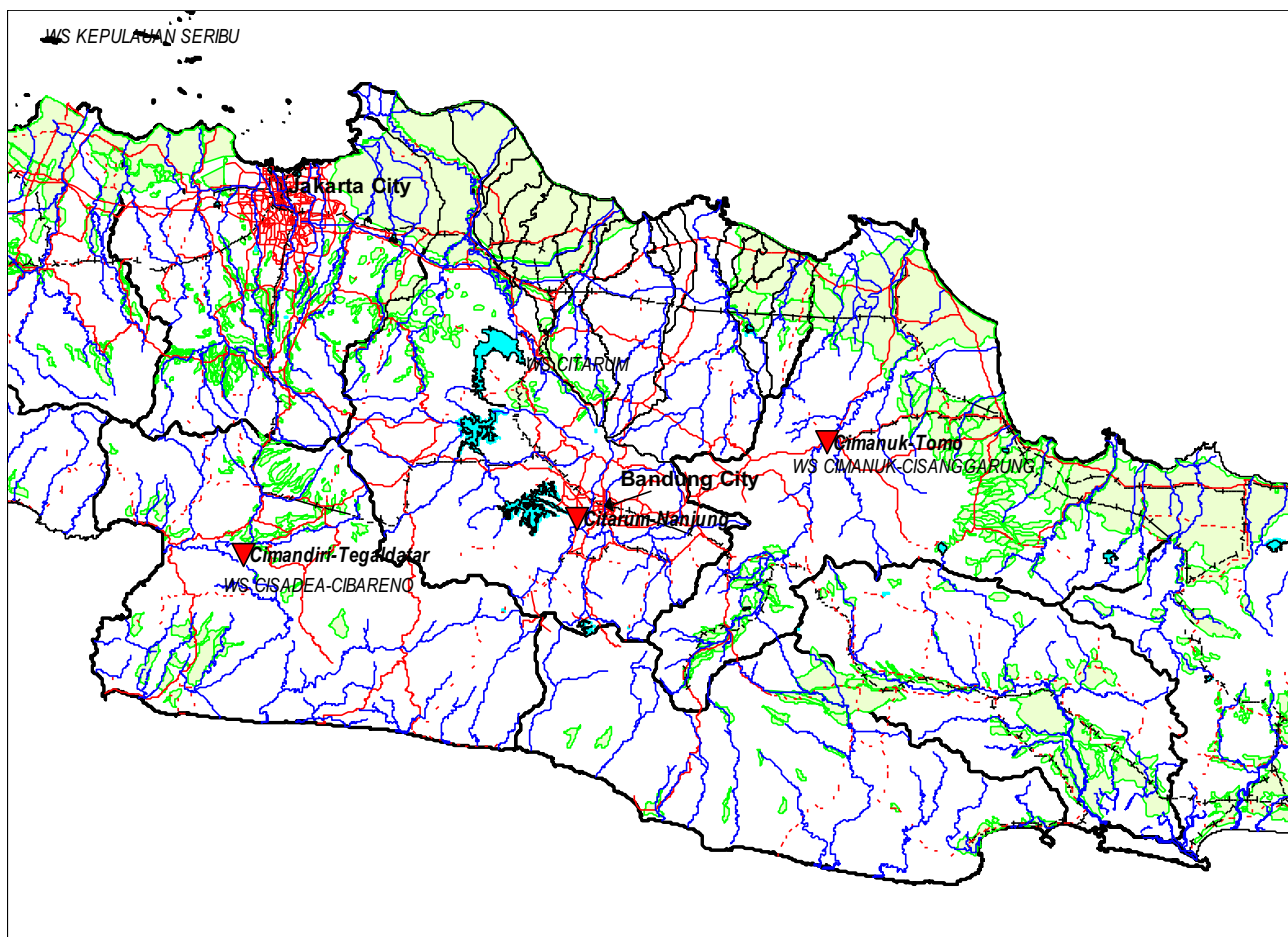 WS KEPULAUAN SERIBU
Jakarta City
WS CITARUM
Cimanuk-Tomo
WS CIMANUK-CISANGGARUNG
Bandung City
Citarum-Nanjung
Cimandiri-Tegaldatar
WS CISADEA-CIBARENO